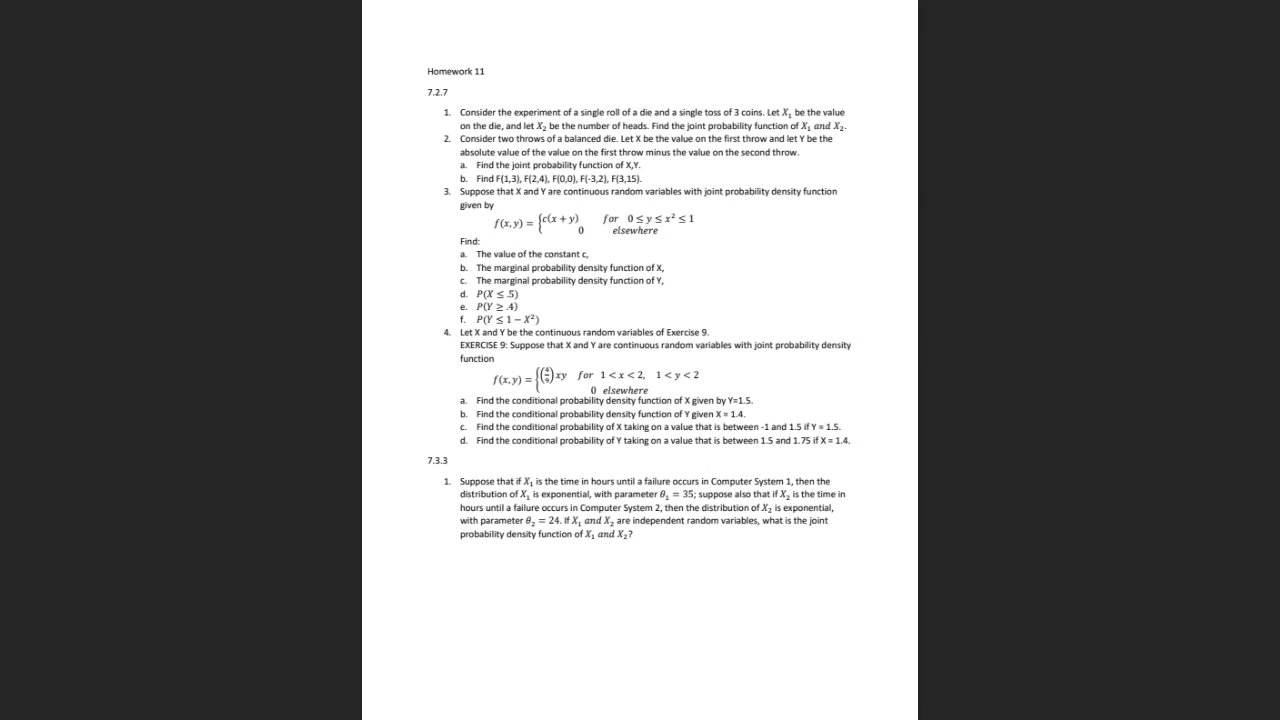 Homework 11
7.2.7
1. Consider the experiment of a single roll of a die and a single toss of 3 coins. Let X₁ be the value
on the die, and let X₂ be the number of heads. Find the joint probability function of X₁ and X₂.
2. Consider two throws of a balanced die. Let X be the value on the first throw and let Y be the
absolute value of the value on the first throw minus the value on the second throw.
a. Find the joint probability function of X,Y.
b. Find F(1,3), F(2,4), F(0,0), F(-3,2), F(3,15).
3. Suppose that X and Y are continuous random variables with joint probability density function
given by
f(x,y) = {c(x + y) for 0 ≤ y ≤ x² ≤ 1
0 elsewhere
Find:
a. The value of the constant c,
b. The marginal probability density function of X,
c. The marginal probability density function of Y,
d. P(X ≤ .5)
e. P(Y ≥ .4)
f. P(Y ≤ 1 − X²)
4. Let X and Y be the continuous random variables of Exercise 9.
EXERCISE 9: Suppose that X and Y are continuous random variables with joint probability density
function
f(x,y) = {(4/9)xy for 1 < x < 2, 1 < y < 2
0 elsewhere
a. Find the conditional probability density function of X given by Y=1.5.
b. Find the conditional probability density function of Y given X = 1.4.
c. Find the conditional probability of X taking on a value that is between -1 and 1.5 if Y = 1.5.
d. Find the conditional probability of Y taking on a value that is between 1.5 and 1.75 if X = 1.4.
7.3.3
1. Suppose that if X₁ is the time in hours until a failure occurs in Computer System 1, then the
distribution of X₁ is exponential, with parameter θ₁ = 35; suppose also that if X₂ is the time in
hours until a failure occurs in Computer System 2, then the distribution of X₂ is exponential,
with parameter θ₂ = 24. If X₁ and X₂ are independent random variables, what is the joint
probability density function of X₁ and X₂?